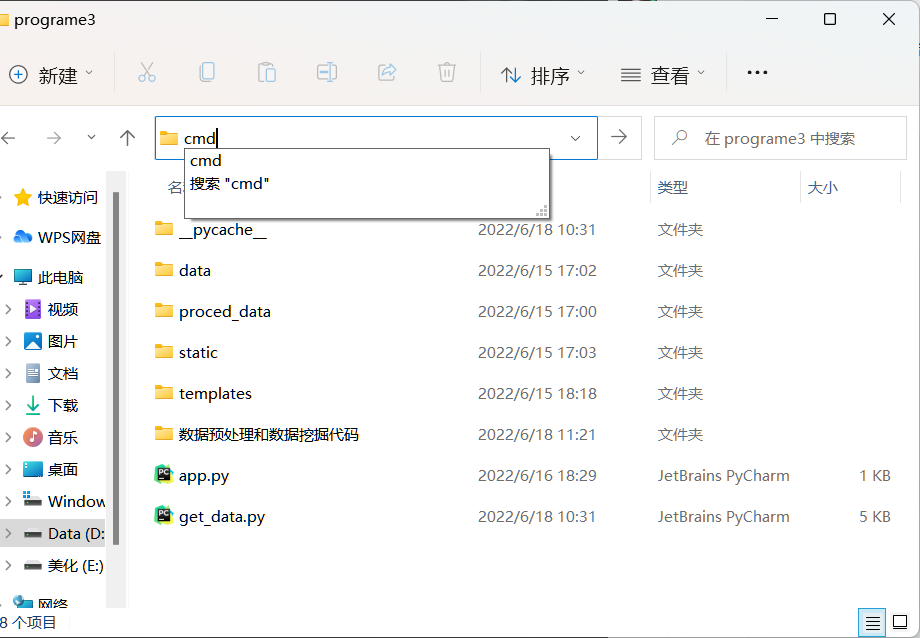 programe3
新建
排序
查看
cmd
在 programe3 中搜索
cmd
搜索 "cmd"
类型
大小
__pycache__ 2022/6/18 10:31 文件夹
data 2022/6/15 17:02 文件夹
proced_data 2022/6/15 17:00 文件夹
static 2022/6/15 17:03 文件夹
templates 2022/6/15 18:18 文件夹
数据预处理和数据挖掘代码 2022/6/18 11:21 文件夹
app.py 2022/6/16 18:29 JetBrains PyCharm 1 KB
get_data.py 2022/6/18 10:31 JetBrains PyCharm 5 KB
快速访问
WPS网盘
此电脑
视频
图片
文档
下载
音乐
桌面
Window
Data (D:
美化 (E:)
网络
8 个项目